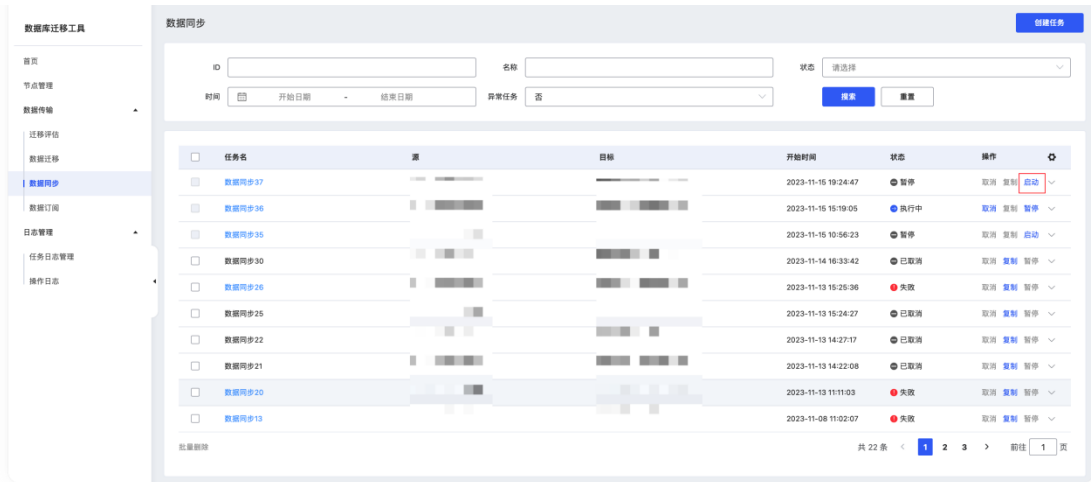 数据库迁移工具
首页
节点管理
数据传输
迁移评估
数据迁移
数据同步
数据订阅
日志管理
任务日志管理
操作日志
数据同步
创建任务
ID
名称
状态 请选择
时间 开始日期 - 结束日期
异常任务 否
搜索 重置
任务名 源 目标 开始时间 状态 操作
数据同步37 2023-11-15 19:24:47 暂停 取消 复制 启动
数据同步36 2023-11-15 15:19:05 执行中 取消 复制 暂停
数据同步35 2023-11-15 10:56:23 暂停 取消 复制 启动
数据同步30 2023-11-14 16:33:42 已取消 取消 复制 暂停
数据同步26 2023-11-13 15:25:36 失败 取消 复制 暂停
数据同步25 2023-11-13 15:24:27 已取消 取消 复制 暂停
数据同步22 2023-11-13 14:27:17 已取消 取消 复制 暂停
数据同步21 2023-11-13 14:22:08 已取消 取消 复制 暂停
数据同步20 2023-11-13 11:11:03 失败 取消 复制 暂停
数据同步13 2023-11-08 11:02:07 失败 取消 复制 暂停
批量删除 共 22 条 < 1 2 3 > 前往 1 页